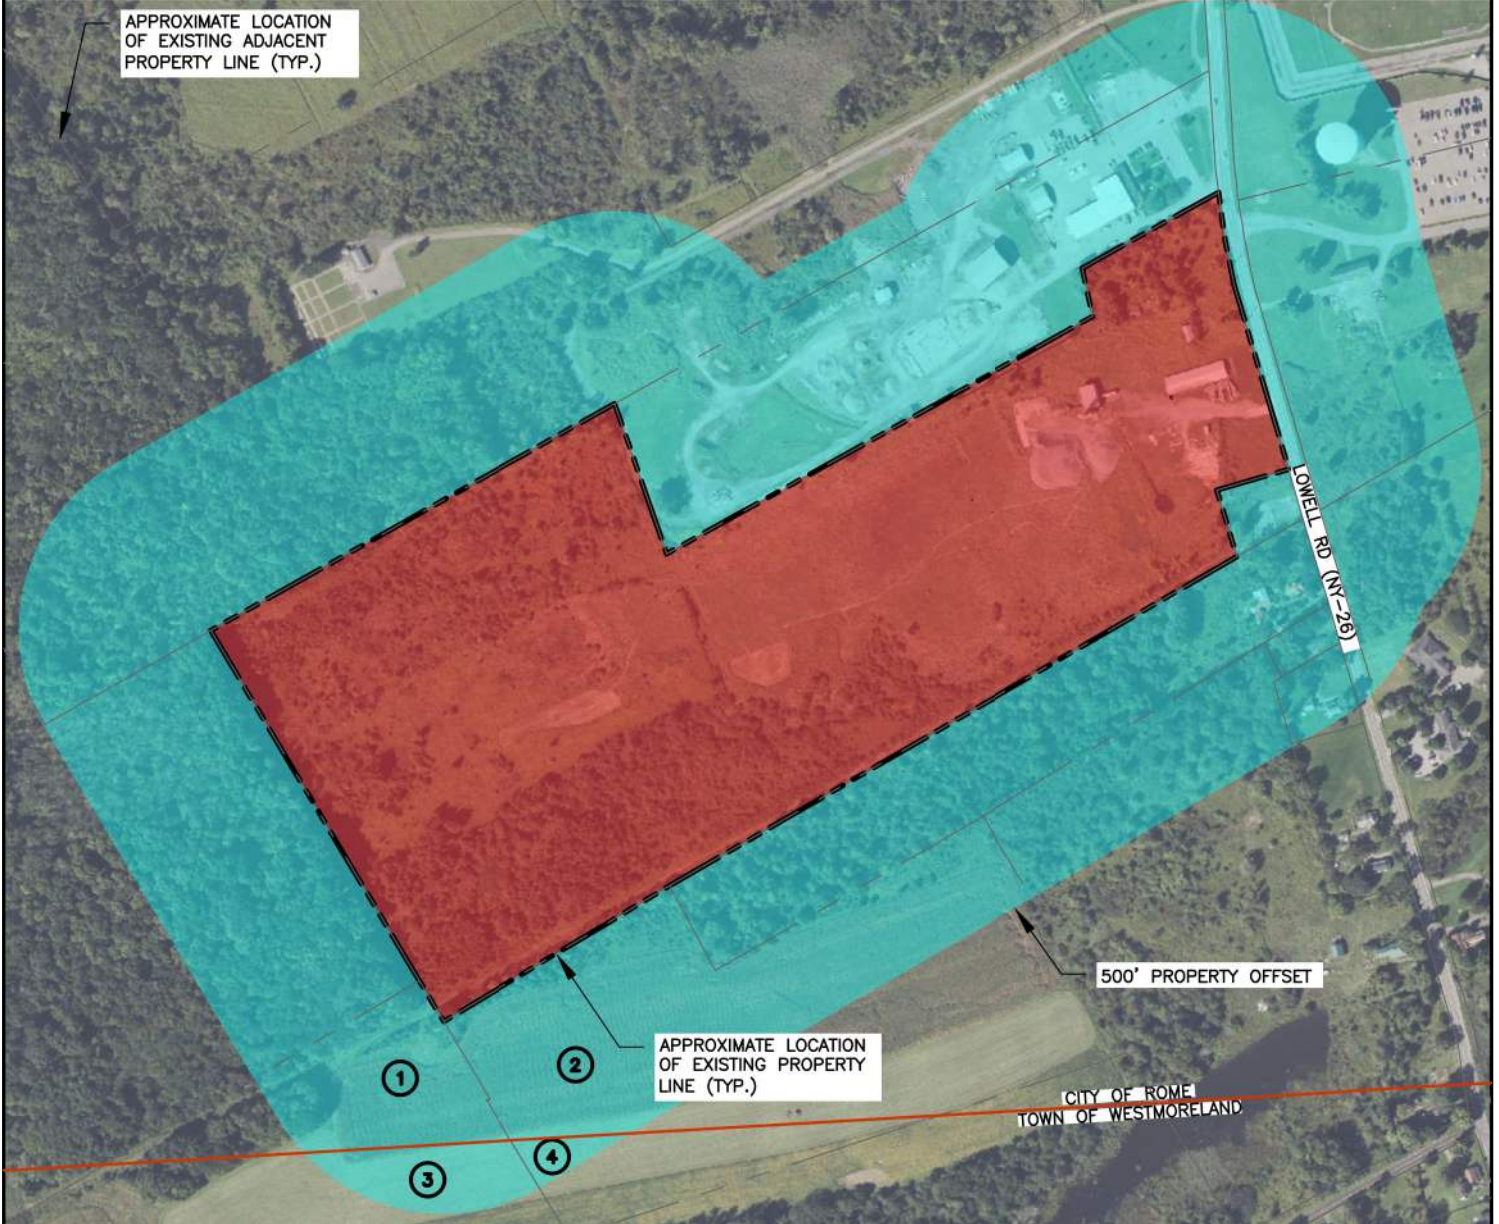 APPROXIMATE LOCATION
OF EXISTING ADJACENT
PROPERTY LINE (TYP.)
LOWELL RD (NY-26)
500' PROPERTY OFFSET
APPROXIMATE LOCATION
OF EXISTING PROPERTY
LINE (TYP.)
1
2
CITY OF ROME
TOWN OF WESTMORELAND
3
4